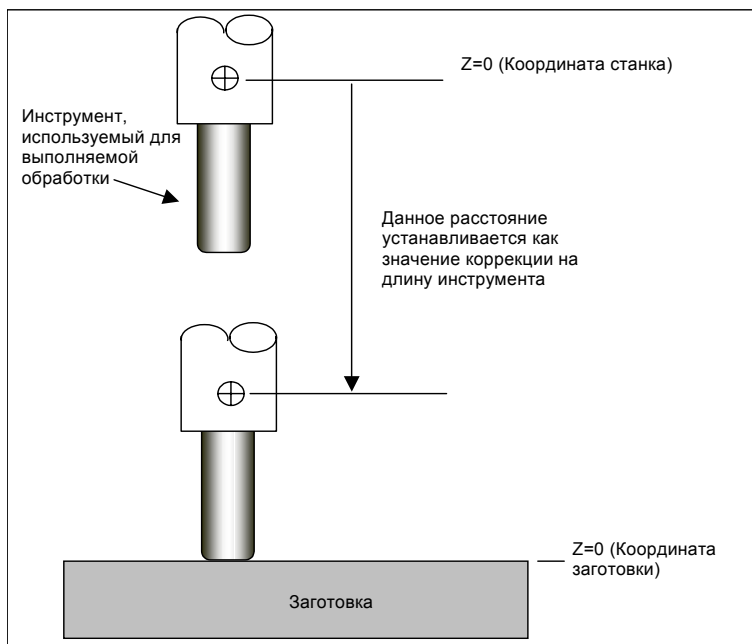 Z=0 (Координата станка)
Инструмент,
используемый для
выполняемой
обработки
Данное расстояние
устанавливается как
значение коррекции на
длину инструмента
Z=0 (Координата
заготовки)
Заготовка